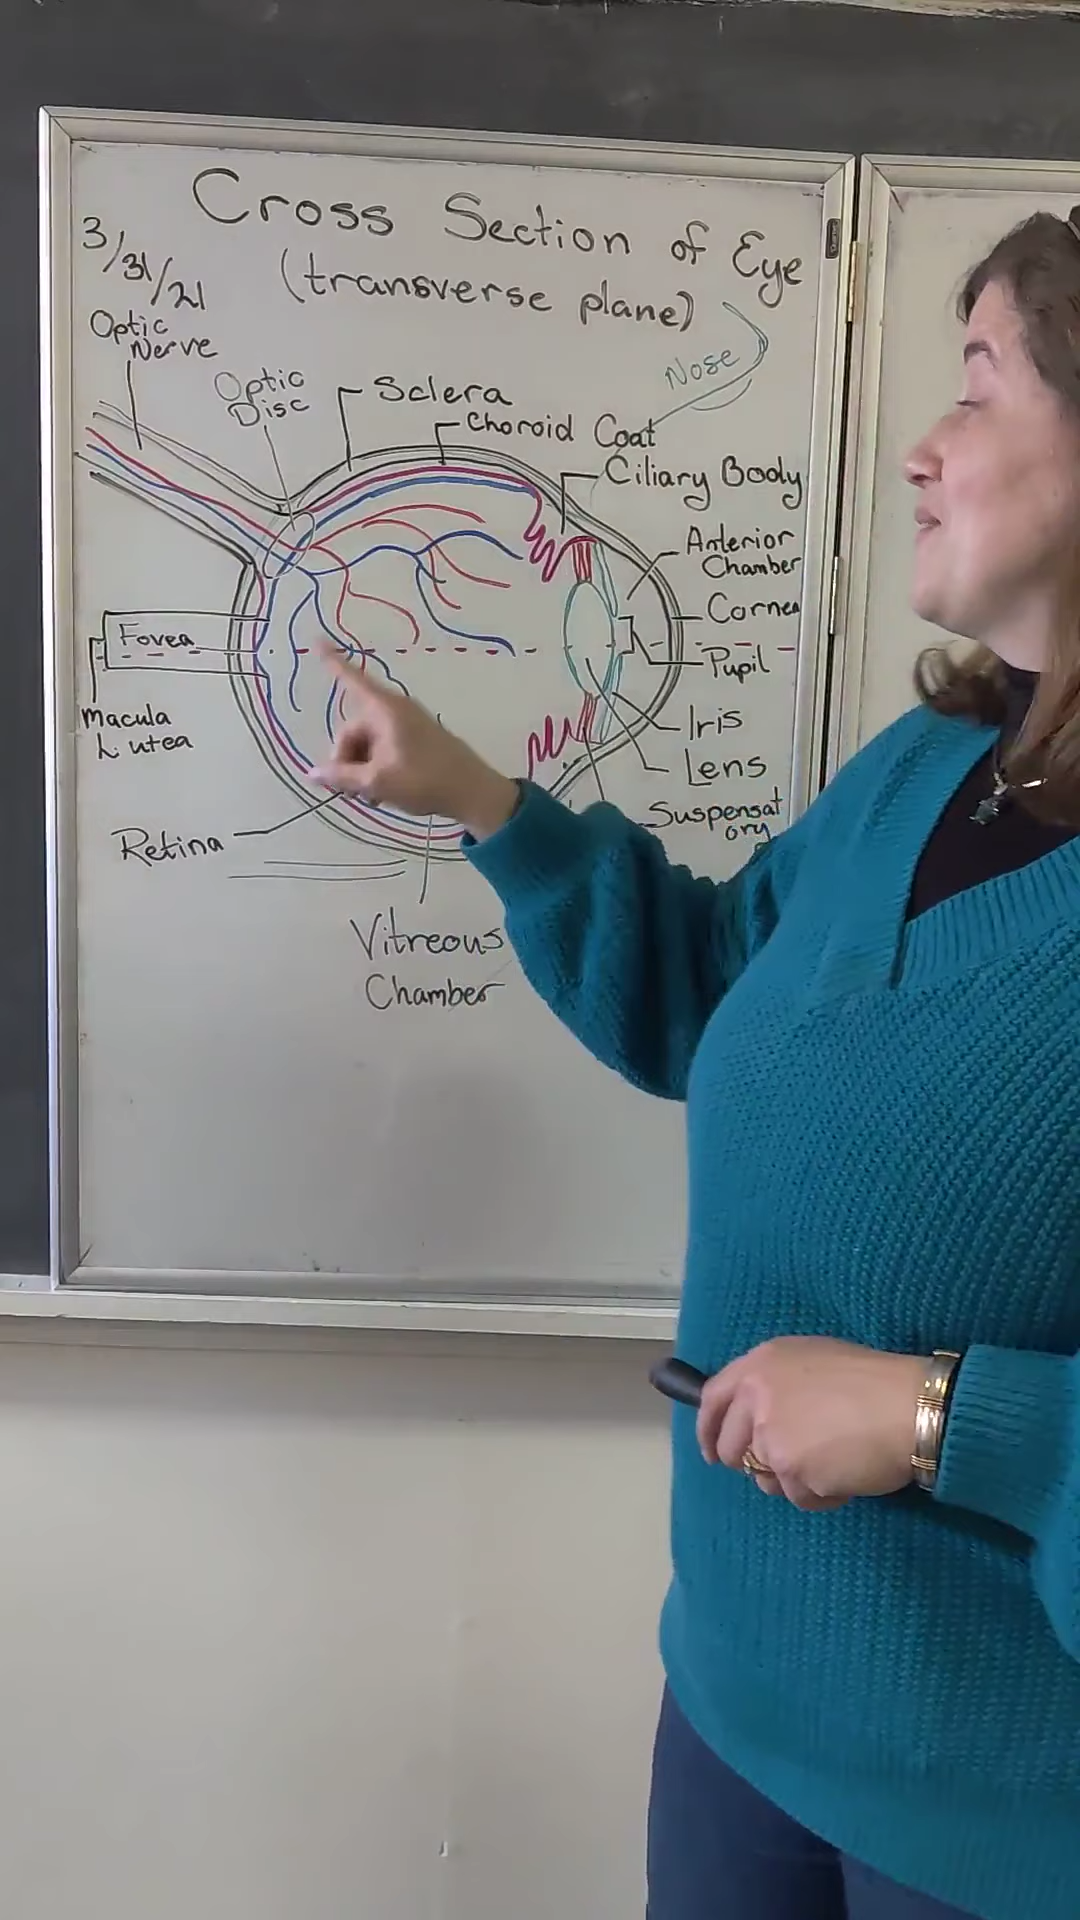 Cross Section of Eye
(transverse plane)
3/31/21
Optic
Nerve
Optic
Disc
Sclera
Choroid Coat
Nose
Ciliary Body
Anterior
Chamber
Cornea
Pupil
Iris
Lens
Suspensat
ory
Fovea
Macula
Lutea
Retina
Vitreous
Chamber